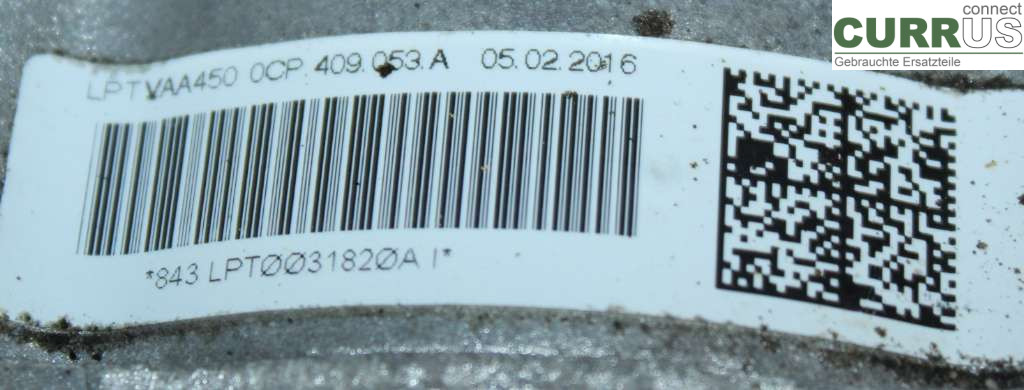 connect
CURRUS
Gebrauchte Ersatzteile
LPTVAA450 0CP 409.053.A 05.02.2016
*843 LPTØØ3182ØA I*